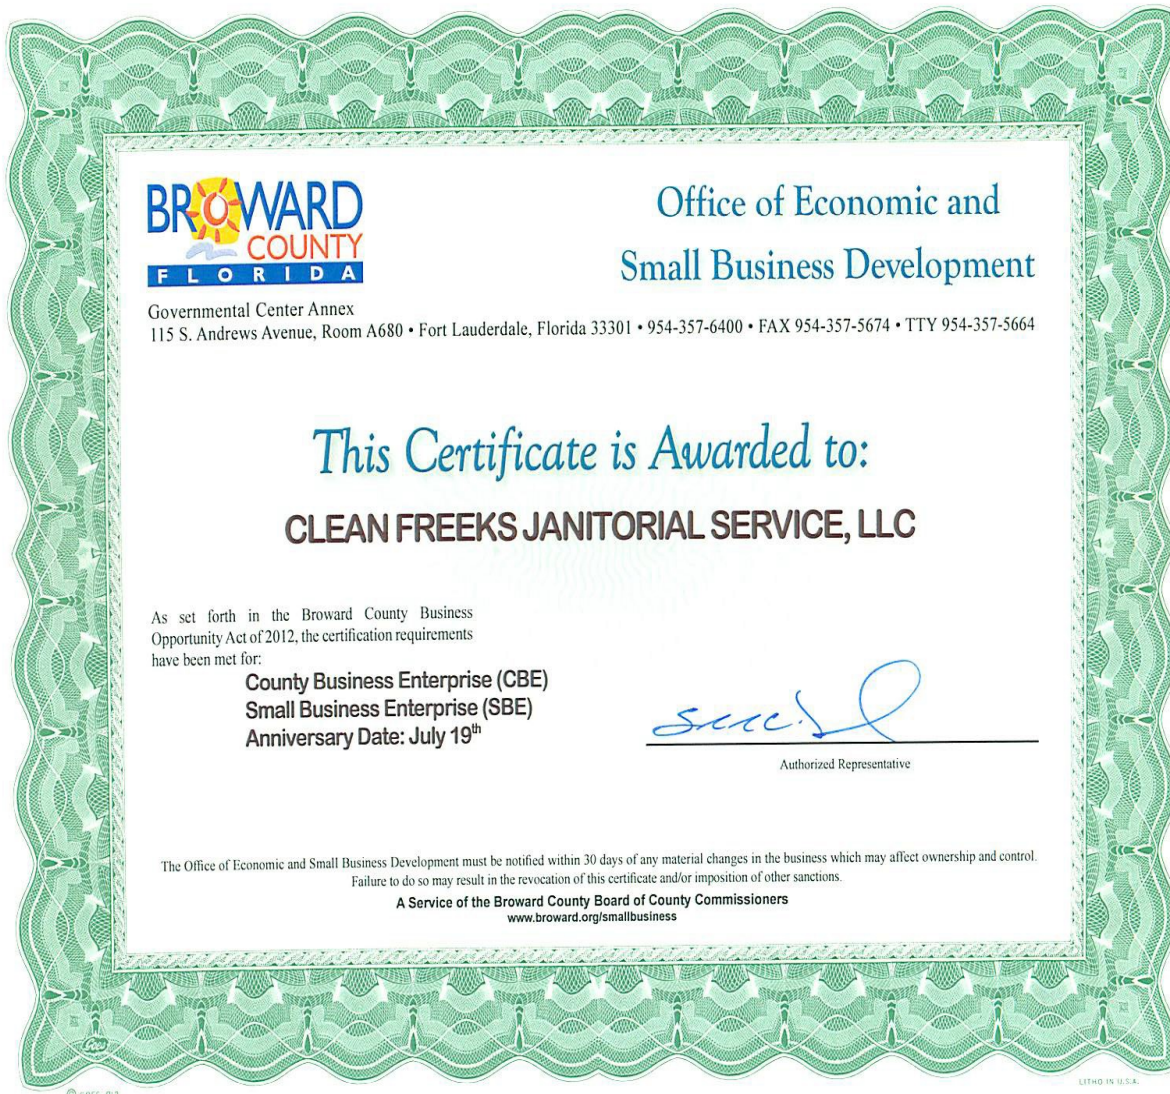 BROWARD
COUNTY
FLORIDA
Office of Economic and
Small Business Development
Governmental Center Annex
115 S. Andrews Avenue, Room A680 • Fort Lauderdale, Florida 33301 • 954-357-6400 • FAX 954-357-5674 • TTY 954-357-5664
This Certificate is Awarded to:
CLEAN FREEKS JANITORIAL SERVICE, LLC
As set forth in the Broward County Business
Opportunity Act of 2012, the certification requirements
have been met for:
County Business Enterprise (CBE)
Small Business Enterprise (SBE)
Anniversary Date: July 19th
Authorized Representative
The Office of Economic and Small Business Development must be notified within 30 days of any material changes in the business which may affect ownership and control.
Failure to do so may result in the revocation of this certificate and/or imposition of other sanctions.
A Service of the Broward County Board of County Commissioners
www.broward.org/smallbusiness
Goes
LITHO IN U.S.A.